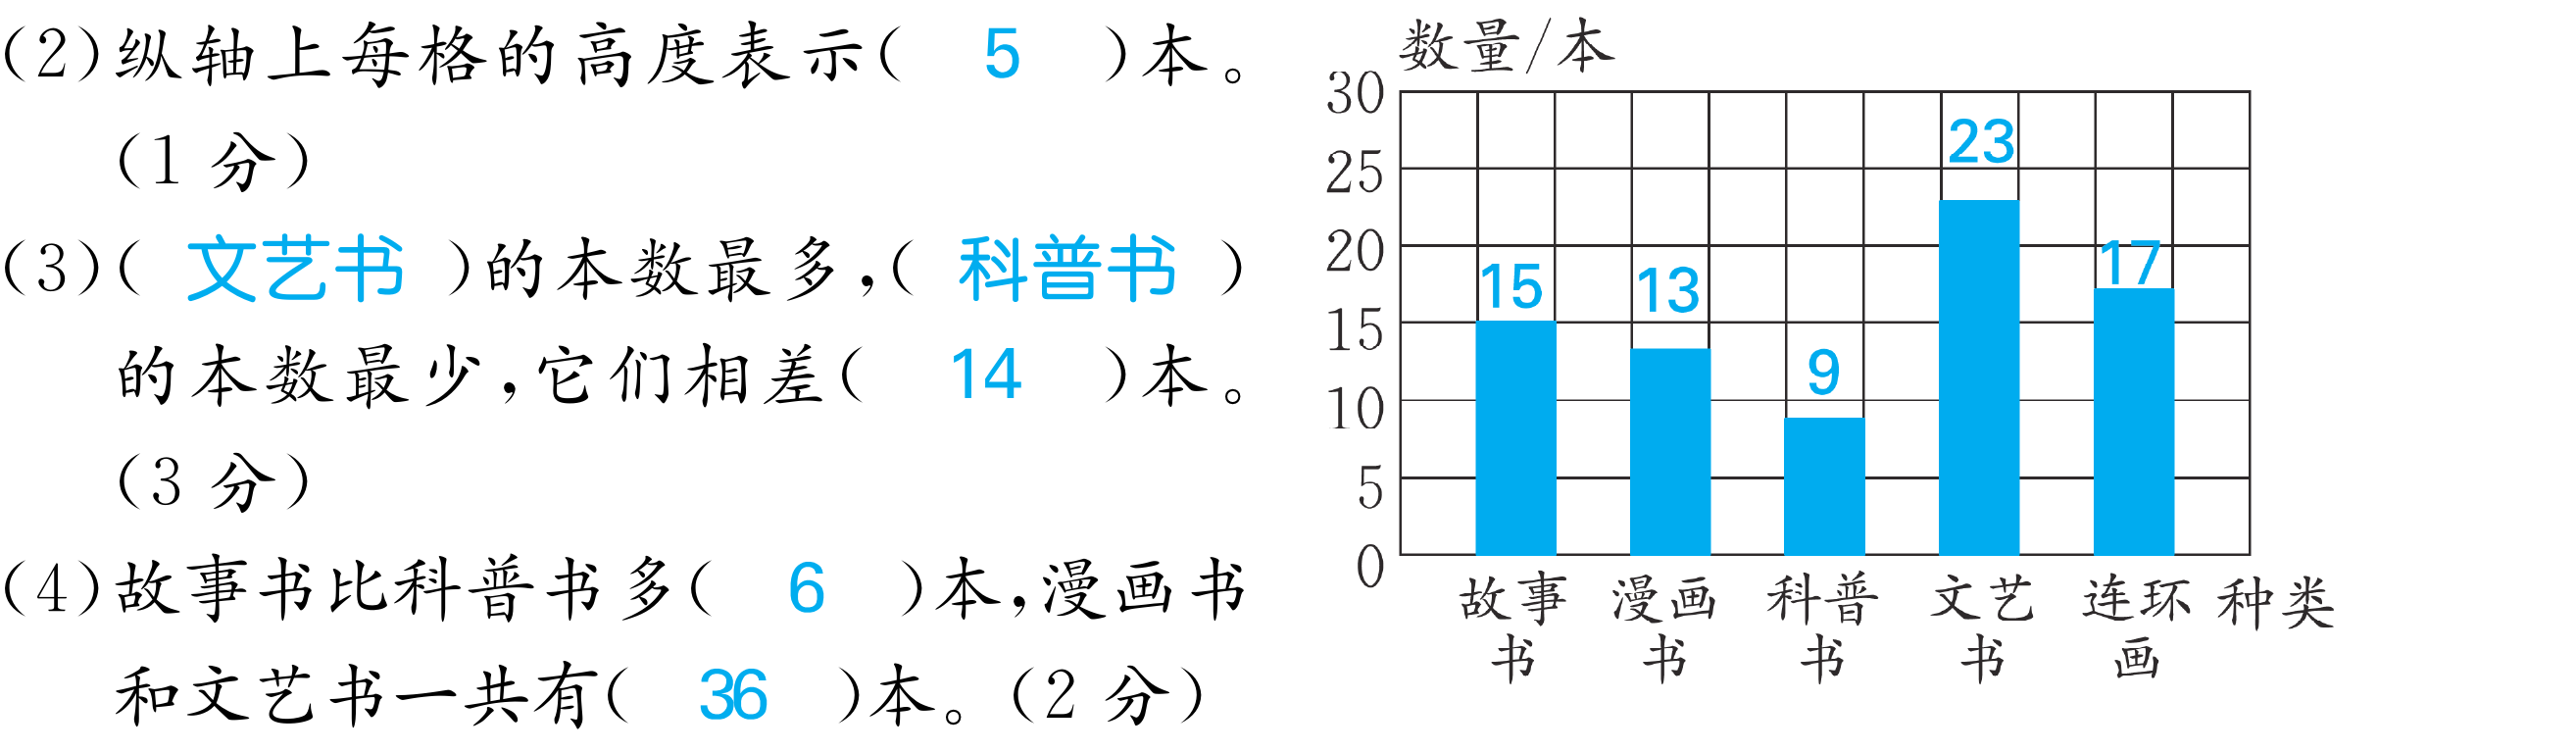 (2)纵轴上每格的高度表示( 5 )本。
(1 分)
(3)( 文艺书 )的本数最多,( 科普书 )
的本数最少,它们相差( 14 )本。
(3 分)
(4)故事书比科普书多( 6 )本,漫画书
和文艺书一共有( 36 )本。(2 分)
数量/本
30
25
20
15
10
5
0
15
13
9
23
17
故事书
漫画书
科普书
文艺书
连环画
种类